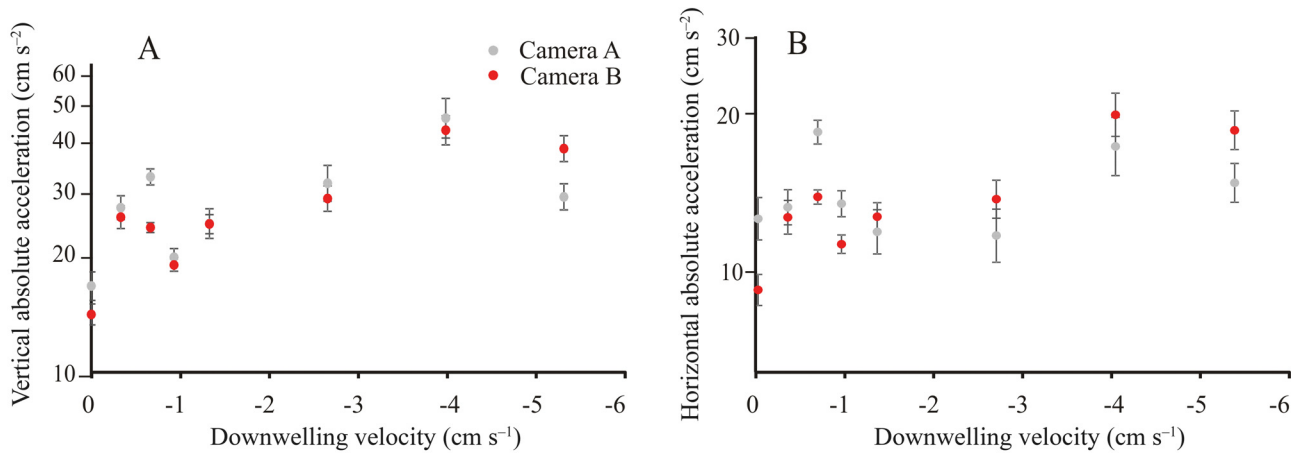 A
Camera A
Camera B
Vertical absolute acceleration (cm s⁻²)
60
50
40
30
20
10
0 -1 -2 -3 -4 -5 -6
Downwelling velocity (cm s⁻¹)
B
Horizontal absolute acceleration (cm s⁻²)
30
20
10
0 -1 -2 -3 -4 -5 -6
Downwelling velocity (cm s⁻¹)